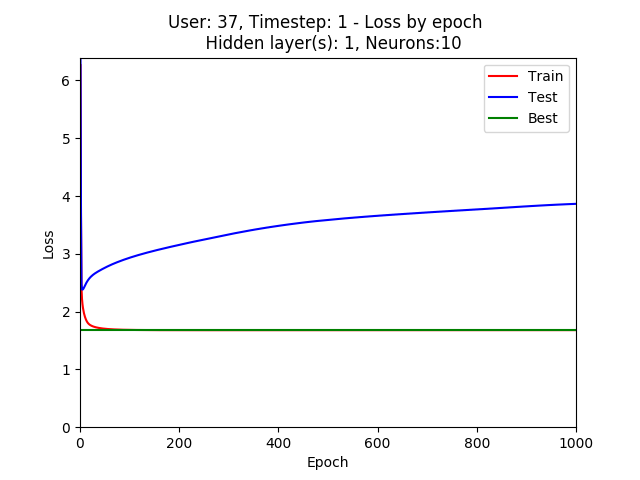 User: 37, Timestep: 1 - Loss by epoch
Hidden layer(s): 1, Neurons:10
Train
Test
Best
Loss
6
5
4
3
2
1
0
0 200 400 600 800 1000
Epoch